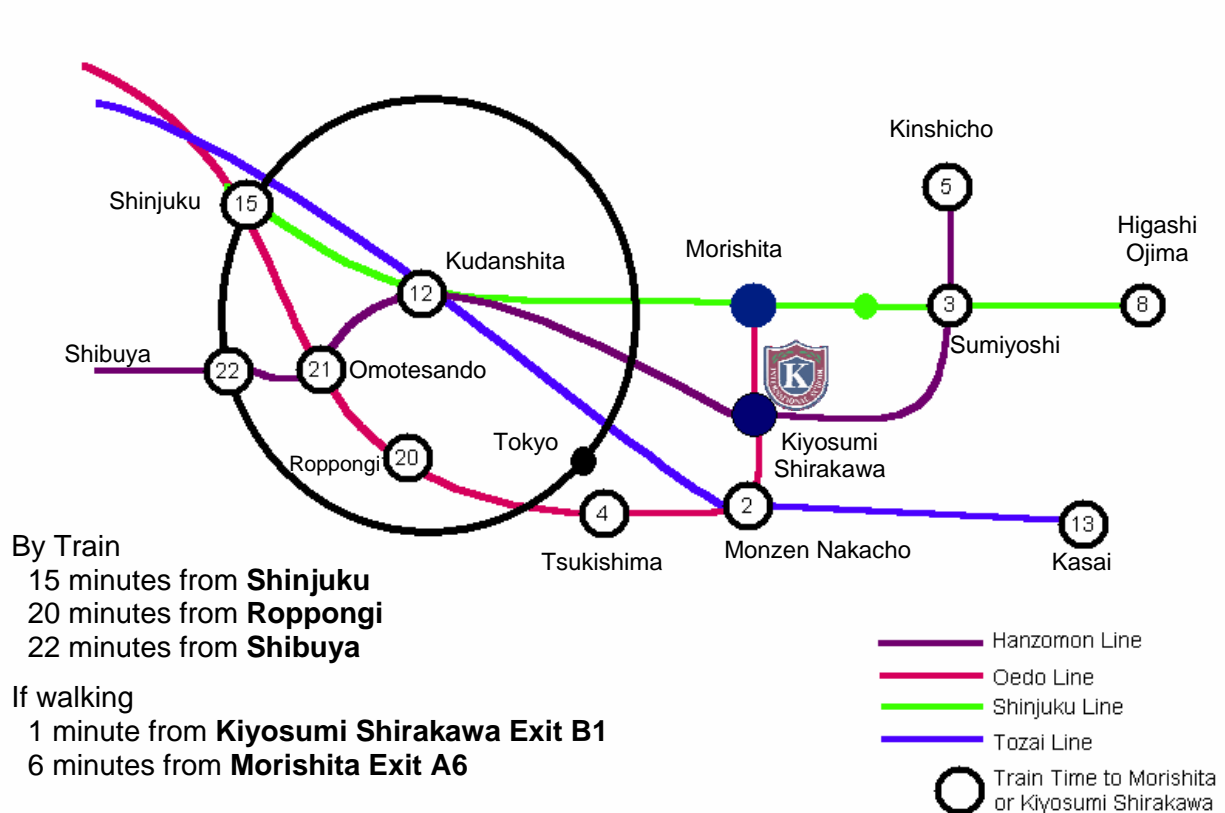 Kinshicho
5
Shinjuku
15
Morishita
Higashi
Ojima
Kudanshita
12
3
8
Sumiyoshi
Shibuya
22
21
Omotesando
K
INTERNATIONAL SCHOOL
Roppongi
20
Tokyo
Kiyosumi
Shirakawa
4
2
13
Tsukishima
Monzen Nakacho
Kasai
By Train
15 minutes from Shinjuku
20 minutes from Roppongi
22 minutes from Shibuya
If walking
1 minute from Kiyosumi Shirakawa Exit B1
6 minutes from Morishita Exit A6
Hanzomon Line
Oedo Line
Shinjuku Line
Tozai Line
Train Time to Morishita
or Kiyosumi Shirakawa